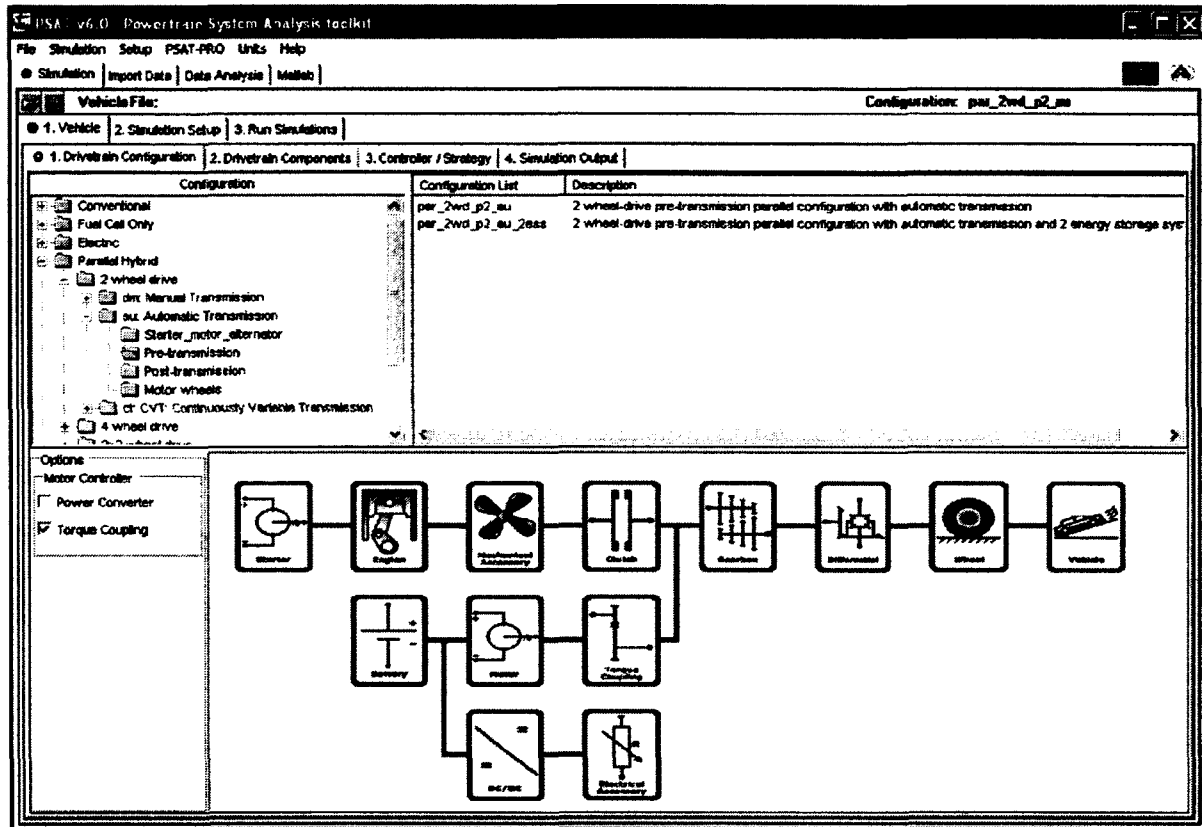 PSAT v6.0 Powertrain System Analysis toolkit
File Simulation Setup PSAT-PRO Units Help
Simulation Import Data Data Analysis Matlab
Vehicle File: Configuration: par_2wd_p2_au
1. Vehicle 2. Simulation Setup 3. Run Simulations
1. Drivetrain Configuration 2. Drivetrain Components 3. Controller / Strategy 4. Simulation Output
Configuration Configuration List Description
Conventional
par_2wd_p2_au 2 wheel-drive pre-transmission parallel configuration with automatic transmission
Fuel Cell Only
par_2wd_p2_au_2ess 2 wheel-drive pre-transmission parallel configuration with automatic transmission and 2 energy storage sys
Electric
Parallel Hybrid
2 wheel drive
dm: Manual Transmission
au: Automatic Transmission
Starter_motor_alternator
Pre-transmission
Post-transmission
Motor wheels
ct: CVT: Continuously Variable Transmission
4 wheel drive
2x2 wheel drive
Options
Motor Controller
Power Converter
Torque Coupling
Starter Engine Mechanical Accessory Clutch Gearbox Differential Wheel Vehicle
Battery Motor Torque Coupling
DC/DC Electrical Accessory